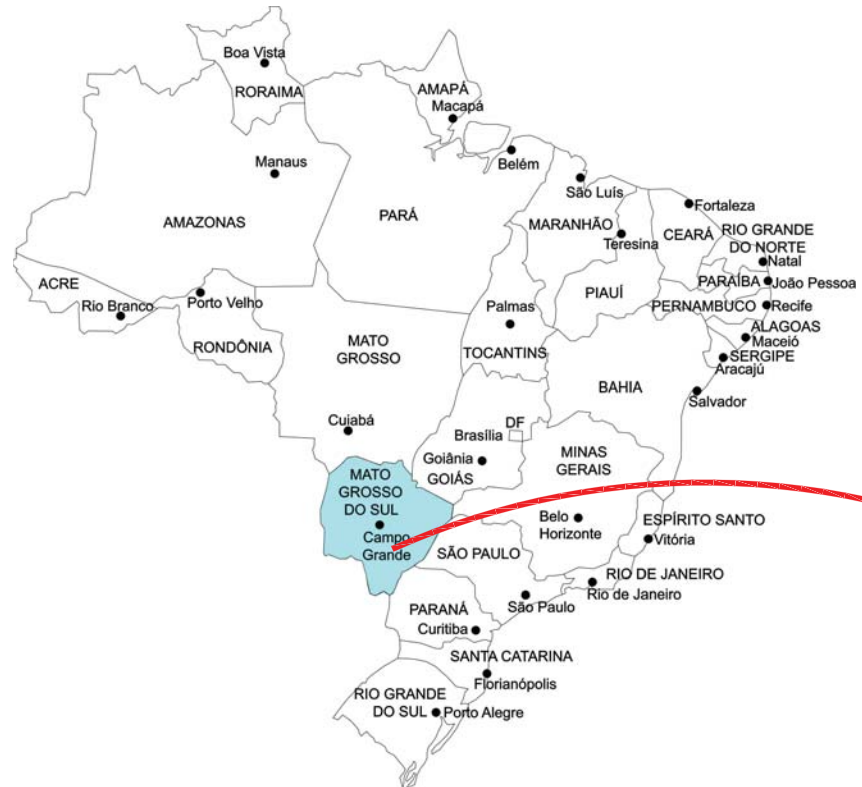 Boa Vista
RORAIMA
AMAPÁ
Macapá
Manaus
Belém
São Luís
Fortaleza
AMAZONAS
PARÁ
MARANHÃO
Teresina
CEARÁ
RIO GRANDE
DO NORTE
Natal
ACRE
Rio Branco
Porto Velho
PIAUÍ
PARAÍBA
João Pessoa
PERNAMBUCO
Recife
RONDÔNIA
MATO
GROSSO
Palmas
TOCANTINS
ALAGOAS
Maceió
SERGIPE
Aracajú
BAHIA
Salvador
Cuiabá
Brasília
DF
Goiânia
GOIÁS
MINAS
GERAIS
MATO
GROSSO
DO SUL
Campo
Grande
Belo
Horizonte
ESPÍRITO SANTO
Vitória
SÃO PAULO
São Paulo
RIO DE JANEIRO
Rio de Janeiro
PARANÁ
Curitiba
SANTA CATARINA
Florianópolis
RIO GRANDE
DO SUL
Porto Alegre